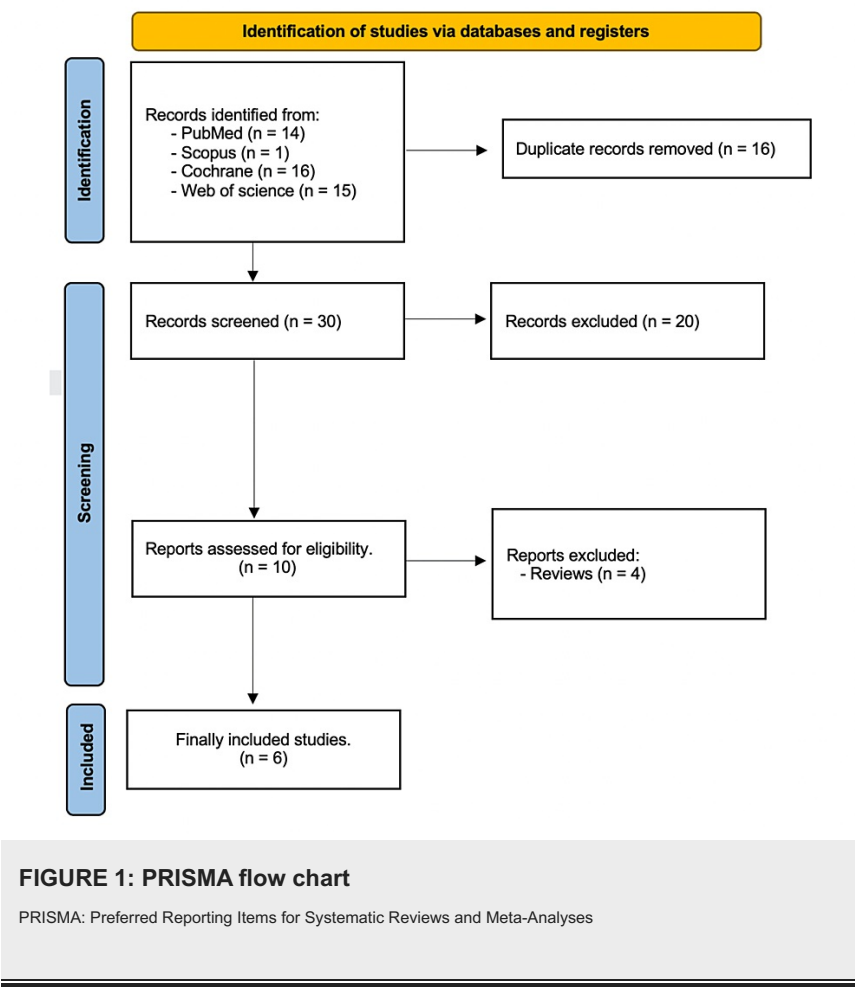 Identification of studies via databases and registers
Identification
Records identified from:
- PubMed (n = 14)
- Scopus (n = 1)
- Cochrane (n = 16)
- Web of science (n = 15)
Duplicate records removed (n = 16)
Screening
Records screened (n = 30)
Records excluded (n = 20)
Reports assessed for eligibility.
(n = 10)
Reports excluded:
- Reviews (n = 4)
Included
Finally included studies.
(n = 6)
FIGURE 1: PRISMA flow chart
PRISMA: Preferred Reporting Items for Systematic Reviews and Meta-Analyses